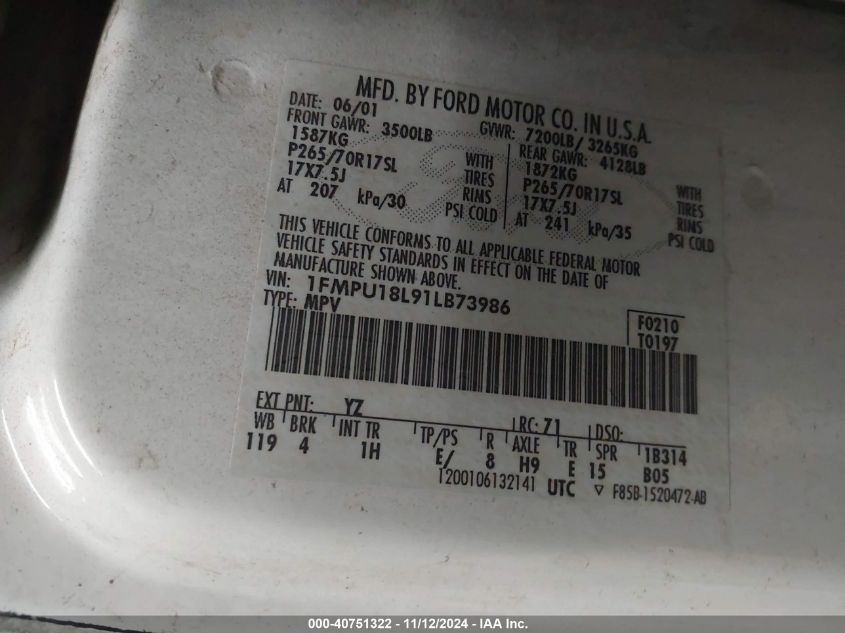 MFD. BY FORD MOTOR CO. IN U.S.A.
DATE: 06/01 GVWR: 7200LB/ 3265KG
FRONT GAWR: 3500LB REAR GAWR: 4128LB
1587KG WITH 1872KG WITH
P265/70R17SL TIRES P265/70R17SL TIRES
17X7.5J RIMS 17X7.5J RIMS
AT 207 kPa/30 PSI COLD AT 241 kPa/35 PSI COLD
THIS VEHICLE CONFORMS TO ALL APPLICABLE FEDERAL MOTOR
VEHICLE SAFETY STANDARDS IN EFFECT ON THE DATE OF
MANUFACTURE SHOWN ABOVE.
VIN: 1FMPU18L91LB73986
TYPE: MPV
F0210
T0197
EXT PNT: YZ RC: 71 DSO:
WB BRK INT TR TP/PS R AXLE TR SPR 1B314
119 4 1H E/ 8 H9 E 15 B05
1200106132141 UTC ▽ F85B-1520472-AB
000-40751322 - 11/12/2024 - IAA Inc.